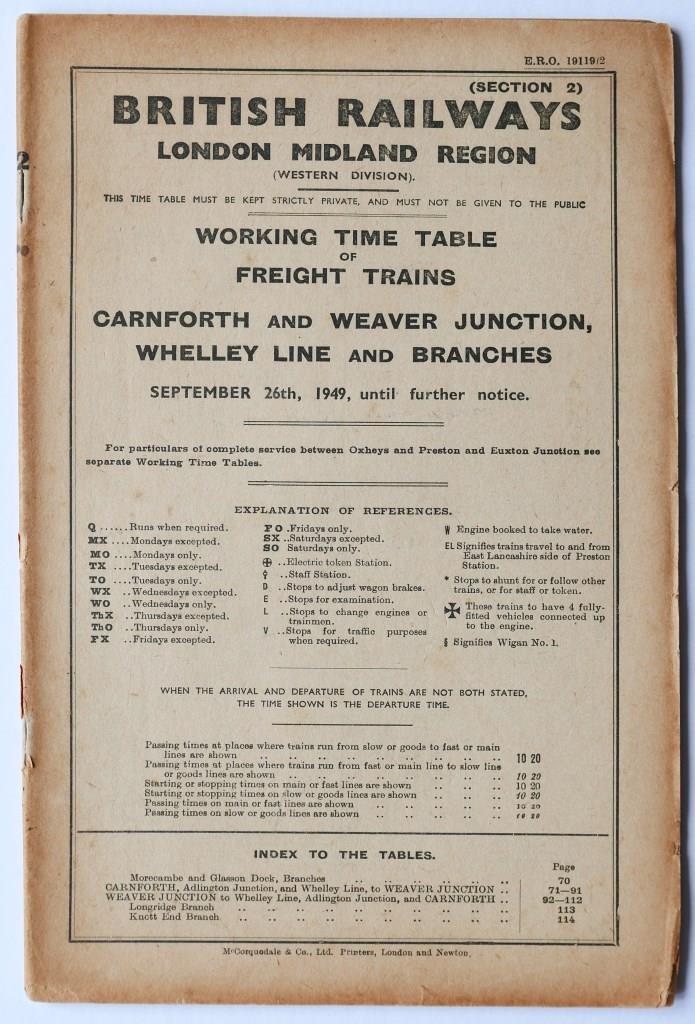 E.R.O. 19119/2
(SECTION 2)
BRITISH RAILWAYS
LONDON MIDLAND REGION
(WESTERN DIVISION).
THIS TIME TABLE MUST BE KEPT STRICTLY PRIVATE, AND MUST NOT BE GIVEN TO THE PUBLIC
2
WORKING TIME TABLE
OF
FREIGHT TRAINS
CARNFORTH AND WEAVER JUNCTION,
WHELLEY LINE AND BRANCHES
SEPTEMBER 26th, 1949, until further notice.
For particulars of complete service between Oxheys and Preston and Euxton Junction see
separate Working Time Tables.
EXPLANATION OF REFERENCES.
Q ......Runs when required.
MX ....Mondays excepted.
MO ....Mondays only.
TX ....Tuesdays excepted.
TO ....Tuesdays only.
WX ..Wednesdays excepted.
WO ..Wednesdays only.
ThX ..Thursdays excepted.
ThO ..Thursdays only.
FX ..Fridays excepted.
FO .Fridays only.
SX ..Saturdays excepted.
SO Saturdays only.
⊕ ..Electric token Station.
..Staff Station.
D ..Stops to adjust wagon brakes.
E ..Stops for examination.
L ..Stops to change engines or
trainmen.
V ..Stops for traffic purposes
when required.
W Engine booked to take water.
EL Signifies trains travel to and from
East Lancashire side of Preston
Station.
* Stops to shunt for or follow other
trains, or for staff or token.
✠ These trains to have 4 fully-
fitted vehicles connected up
to the engine.
§ Signifies Wigan No. 1.
WHEN THE ARRIVAL AND DEPARTURE OF TRAINS ARE NOT BOTH STATED,
THE TIME SHOWN IS THE DEPARTURE TIME.
Passing times at places where trains run from slow or goods to fast or main
lines are shown .. .. .. .. .. .. .. .. .. 10 20
Passing times at places where trains run from fast or main line to slow line
or goods lines are shown .. .. .. .. .. .. .. 10 20
Starting or stopping times on main or fast lines are shown .. .. .. 10 20
Starting or stopping times on slow or goods lines are shown .. .. .. 10 20
Passing times on main or fast lines are shown .. .. .. .. 10 20
Passing times on slow or goods lines are shown .. .. .. .. 10 20
INDEX TO THE TABLES.
Page
Morecambe and Glasson Dock, Branches .. .. .. .. .. .. 70
CARNFORTH, Adlington Junction, and Whelley Line, to WEAVER JUNCTION .. 71—91
WEAVER JUNCTION to Whelley Line, Adlington Junction, and CARNFORTH .. 92—112
Longridge Branch .. .. .. .. .. .. .. .. 113
Knott End Branch .. .. .. .. .. .. .. .. 114
McCorquodale & Co., Ltd. Printers, London and Newton.